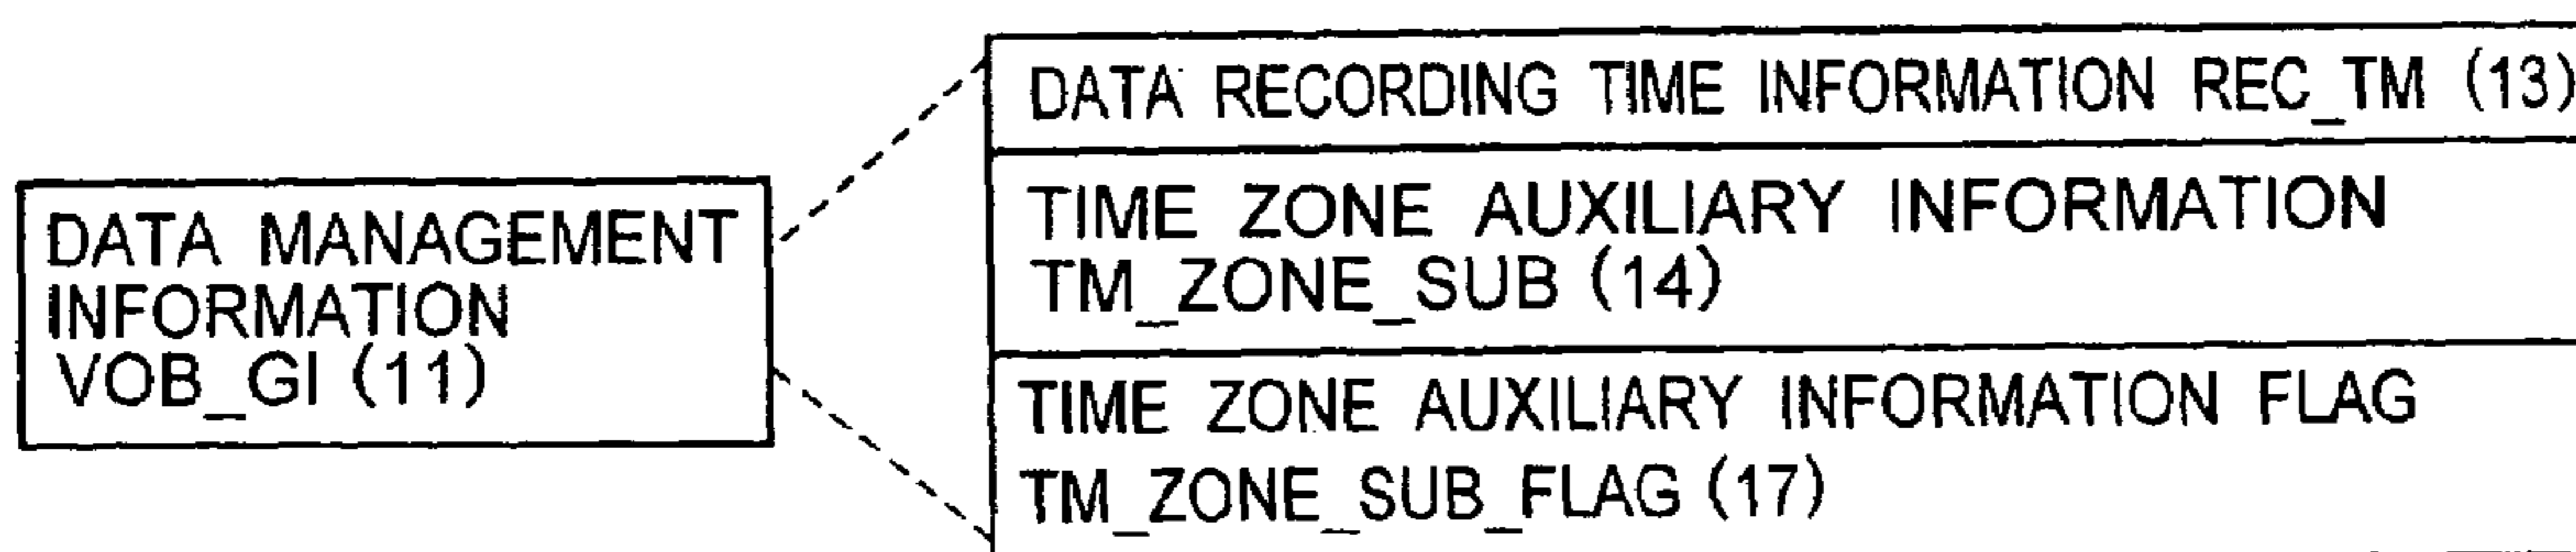 DATA MANAGEMENT
INFORMATION
VOB_GI (11)
DATA RECORDING TIME INFORMATION REC_TM (13)
TIME ZONE AUXILIARY INFORMATION
TM_ZONE_SUB (14)
TIME ZONE AUXILIARY INFORMATION FLAG
TM_ZONE_SUB_FLAG (17)